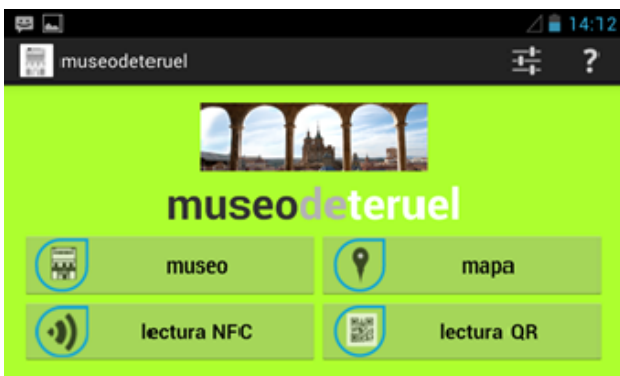 14:12
museodeteruel
?
museodeteruel
museo
mapa
lectura NFC
lectura QR